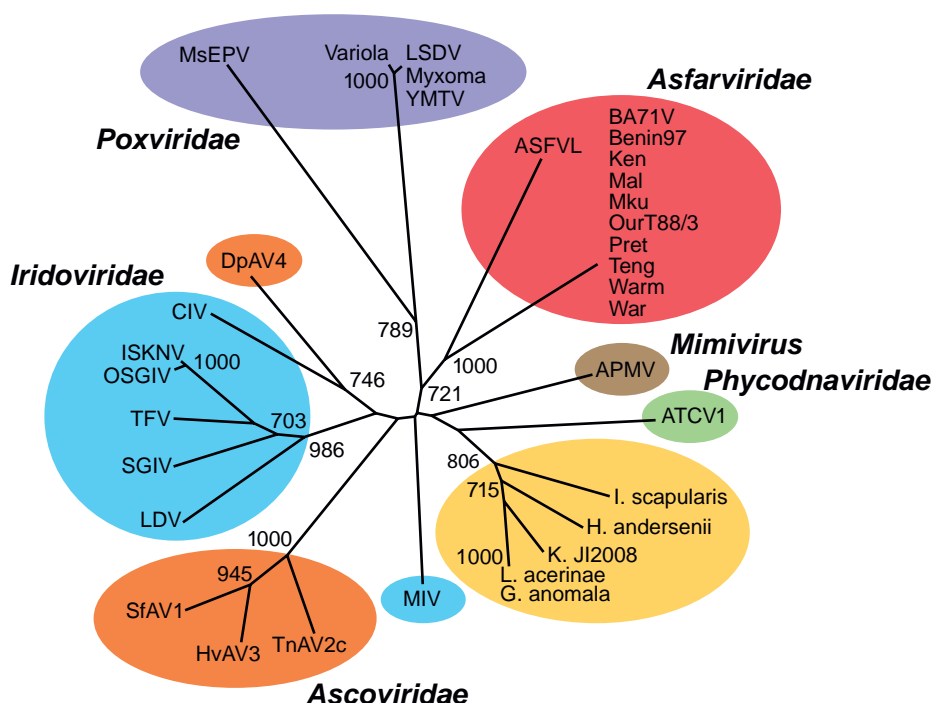 MsEPV
Variola
LSDV
1000
Myxoma
YMTV
Poxviridae
Asfarviridae
ASFVL
BA71V
Benin97
Ken
Mal
Mku
OurT88/3
Pret
Teng
Warm
War
1000
789
721
Iridoviridae
DpAV4
CIV
ISKNV
1000
OSGIV
TFV
703
SGIV
986
LDV
746
Mimivirus
APMV
Phycodnaviridae
ATCV1
806
715
I. scapularis
H. andersenii
K. JI2008
1000
L. acerinae
G. anomala
MIV
1000
945
SfAV1
HvAV3
TnAV2c
Ascoviridae